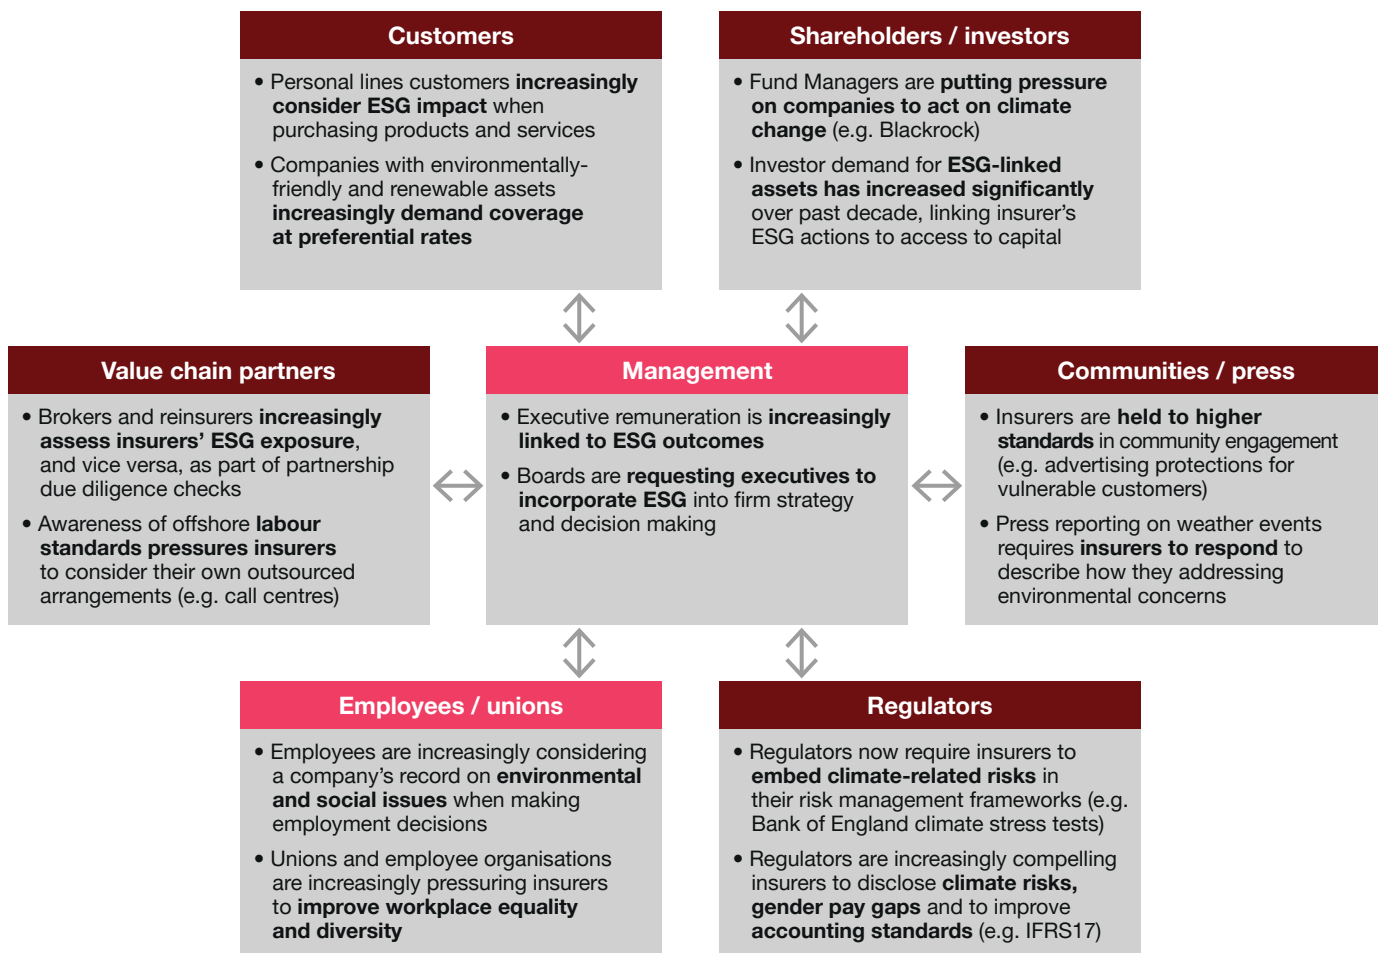 Customers
• Personal lines customers increasingly
consider ESG impact when
purchasing products and services
• Companies with environmentally-
friendly and renewable assets
increasingly demand coverage
at preferential rates
Shareholders / investors
• Fund Managers are putting pressure
on companies to act on climate
change (e.g. Blackrock)
• Investor demand for ESG-linked
assets has increased significantly
over past decade, linking insurer’s
ESG actions to access to capital
Value chain partners
• Brokers and reinsurers increasingly
assess insurers’ ESG exposure,
and vice versa, as part of partnership
due diligence checks
• Awareness of offshore labour
standards pressures insurers
to consider their own outsourced
arrangements (e.g. call centres)
Management
• Executive remuneration is increasingly
linked to ESG outcomes
• Boards are requesting executives to
incorporate ESG into firm strategy
and decision making
Communities / press
• Insurers are held to higher
standards in community engagement
(e.g. advertising protections for
vulnerable customers)
• Press reporting on weather events
requires insurers to respond to
describe how they addressing
environmental concerns
Employees / unions
• Employees are increasingly considering
a company’s record on environmental
and social issues when making
employment decisions
• Unions and employee organisations
are increasingly pressuring insurers
to improve workplace equality
and diversity
Regulators
• Regulators now require insurers to
embed climate-related risks in
their risk management frameworks (e.g.
Bank of England climate stress tests)
• Regulators are increasingly compelling
insurers to disclose climate risks,
gender pay gaps and to improve
accounting standards (e.g. IFRS17)